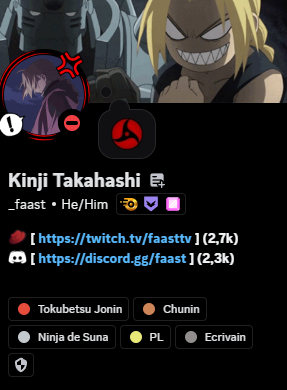 Kinji Takahashi
_faast • He/Him
[ https://twitch.tv/faasttv ] (2,7k)
[ https://discord.gg/faast ] (2,3k)
Tokubetsu Jonin
Chunin
Ninja de Suna
PL
Ecrivain